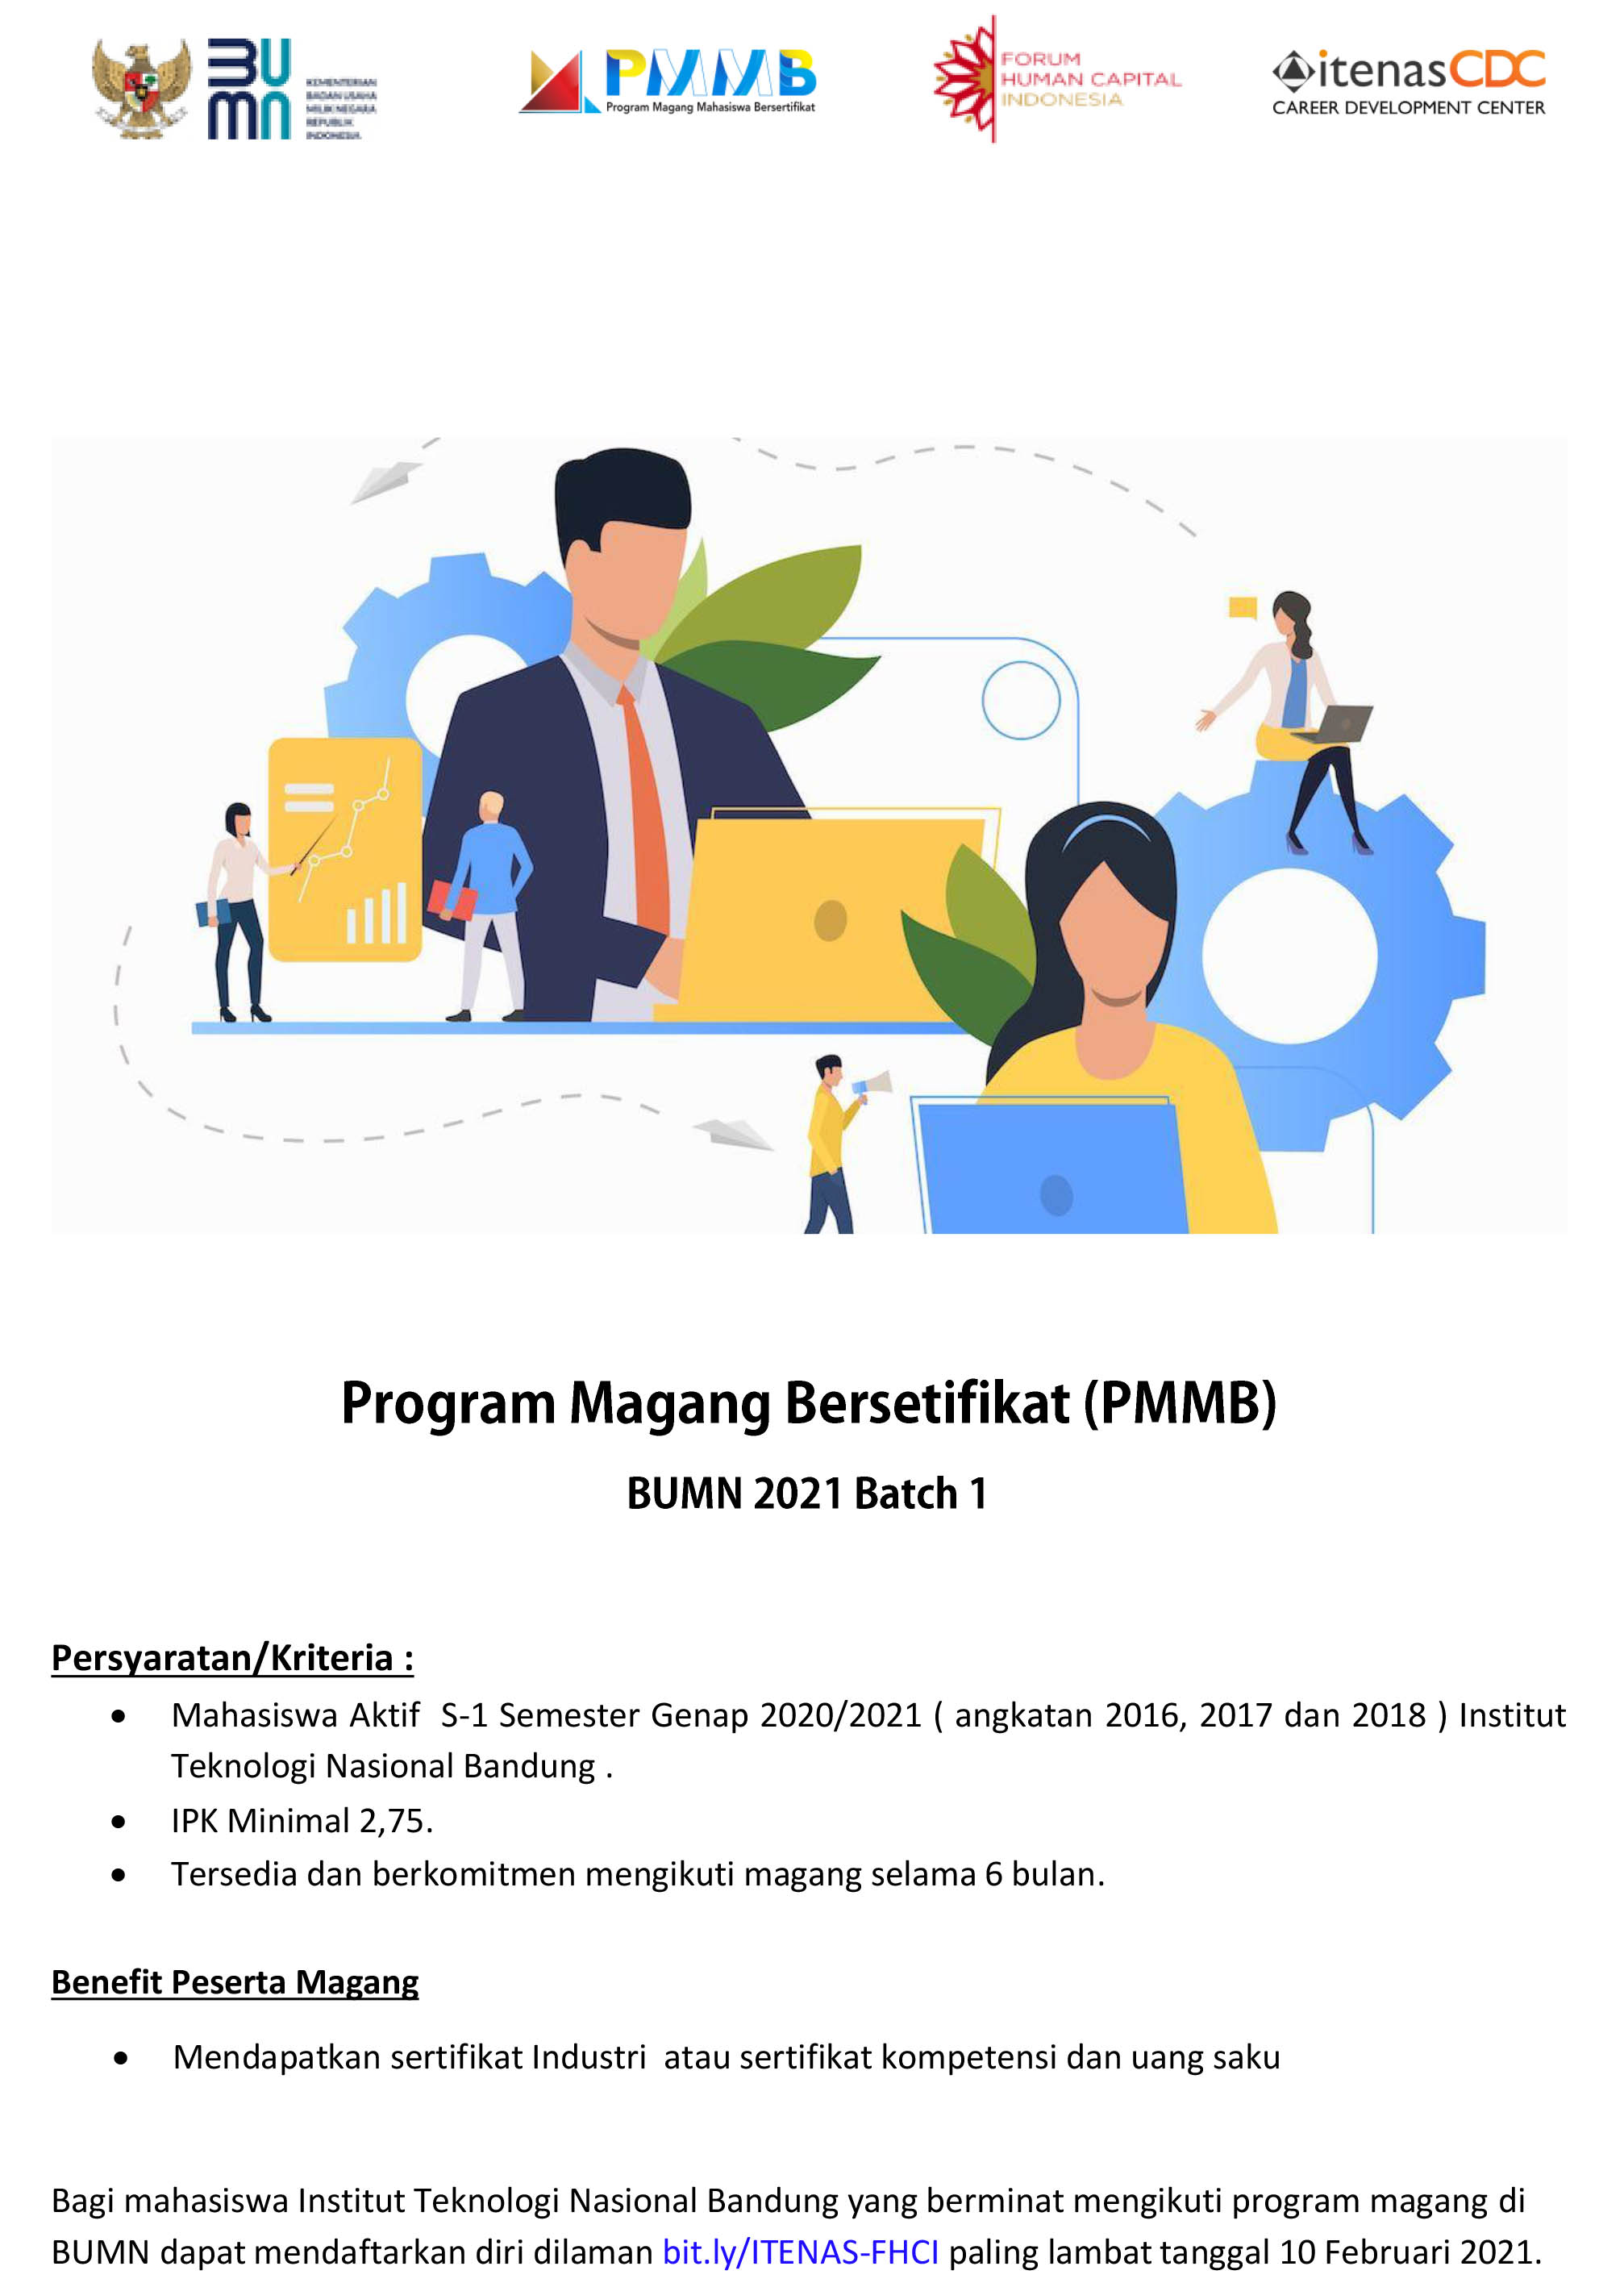 BUMN
KEMENTERIAN
BADAN USAHA
MILIK NEGARA
REPUBLIK
INDONESIA
PMMB
Program Magang Mahasiswa Bersertifikat
FORUM
HUMAN CAPITAL
INDONESIA
itenasCDC
CAREER DEVELOPMENT CENTER
Program Magang Bersetifikat (PMMB)
BUMN 2021 Batch 1
Persyaratan/Kriteria :
• Mahasiswa Aktif  S-1 Semester Genap 2020/2021 ( angkatan 2016, 2017 dan 2018 ) Institut
Teknologi Nasional Bandung .
• IPK Minimal 2,75.
• Tersedia dan berkomitmen mengikuti magang selama 6 bulan.
Benefit Peserta Magang
• Mendapatkan sertifikat Industri  atau sertifikat kompetensi dan uang saku
Bagi mahasiswa Institut Teknologi Nasional Bandung yang berminat mengikuti program magang di
BUMN dapat mendaftarkan diri dilaman bit.ly/ITENAS-FHCI paling lambat tanggal 10 Februari 2021.